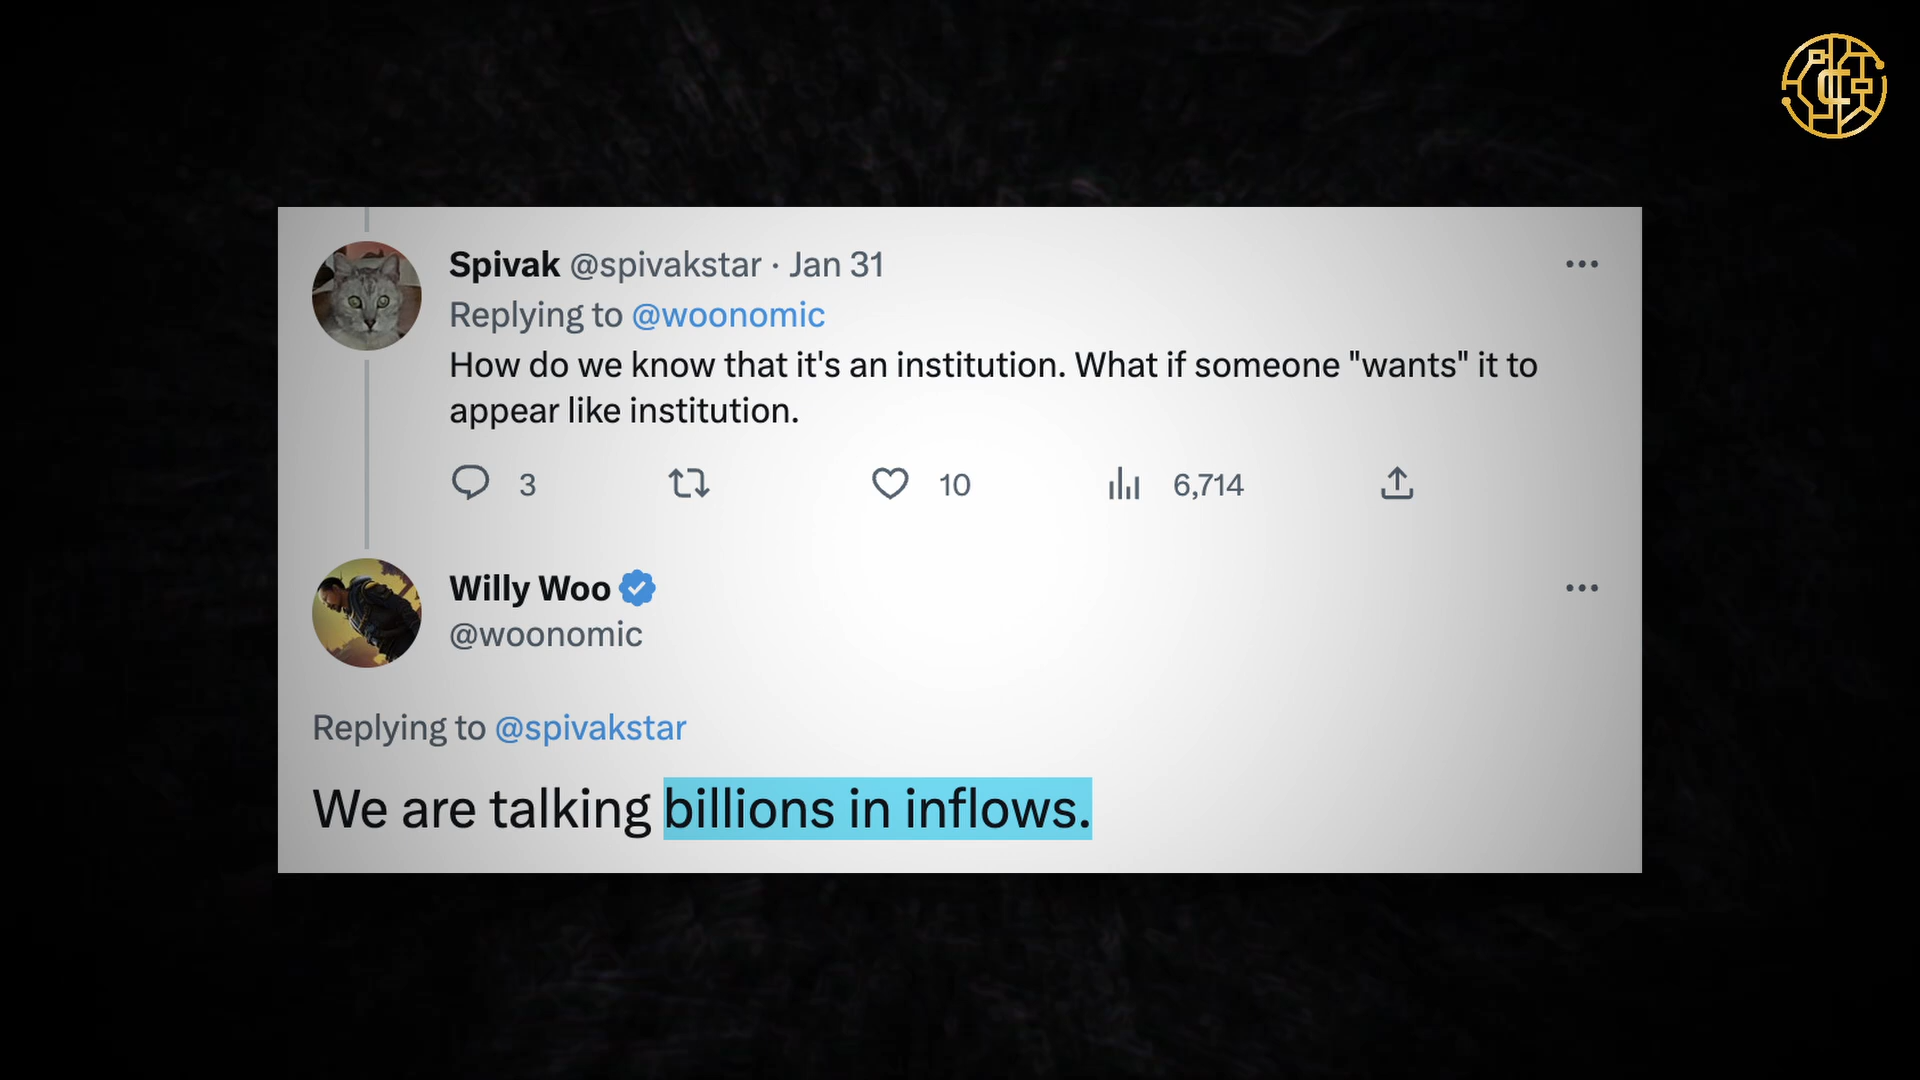 Spivak @spivakstar · Jan 31
Replying to @woonomic
How do we know that it's an institution. What if someone "wants" it to
appear like institution.
3 10 6,714
Willy Woo
@woonomic
Replying to @spivakstar
We are talking billions in inflows.